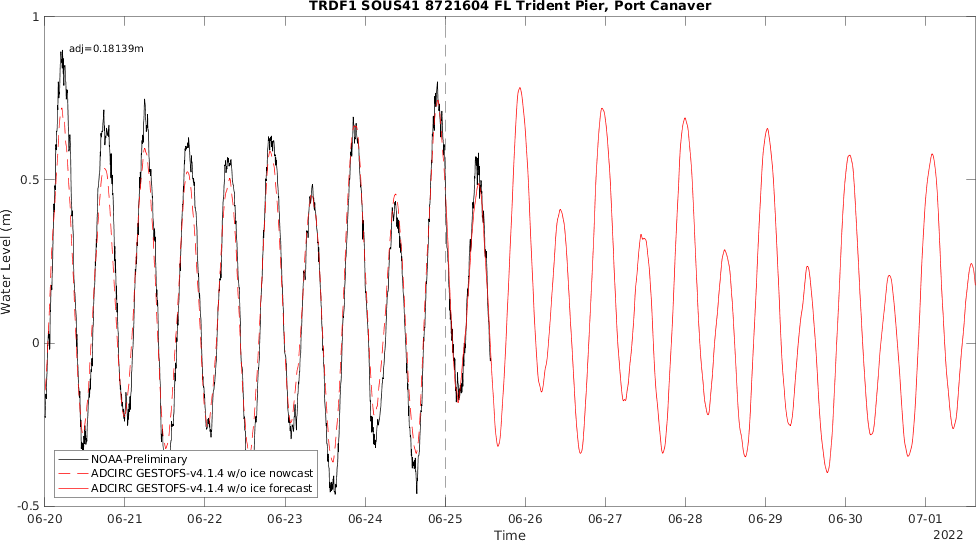 TRDF1 SOUS41 8721604 FL Trident Pier, Port Canaver
adj=0.18139m
1
0.5
0
-0.5
Water Level (m)
NOAA-Preliminary
ADCIRC GESTOFS-v4.1.4 w/o ice nowcast
ADCIRC GESTOFS-v4.1.4 w/o ice forecast
06-20 06-21 06-22 06-23 06-24 06-25 06-26 06-27 06-28 06-29 06-30 07-01
Time
2022